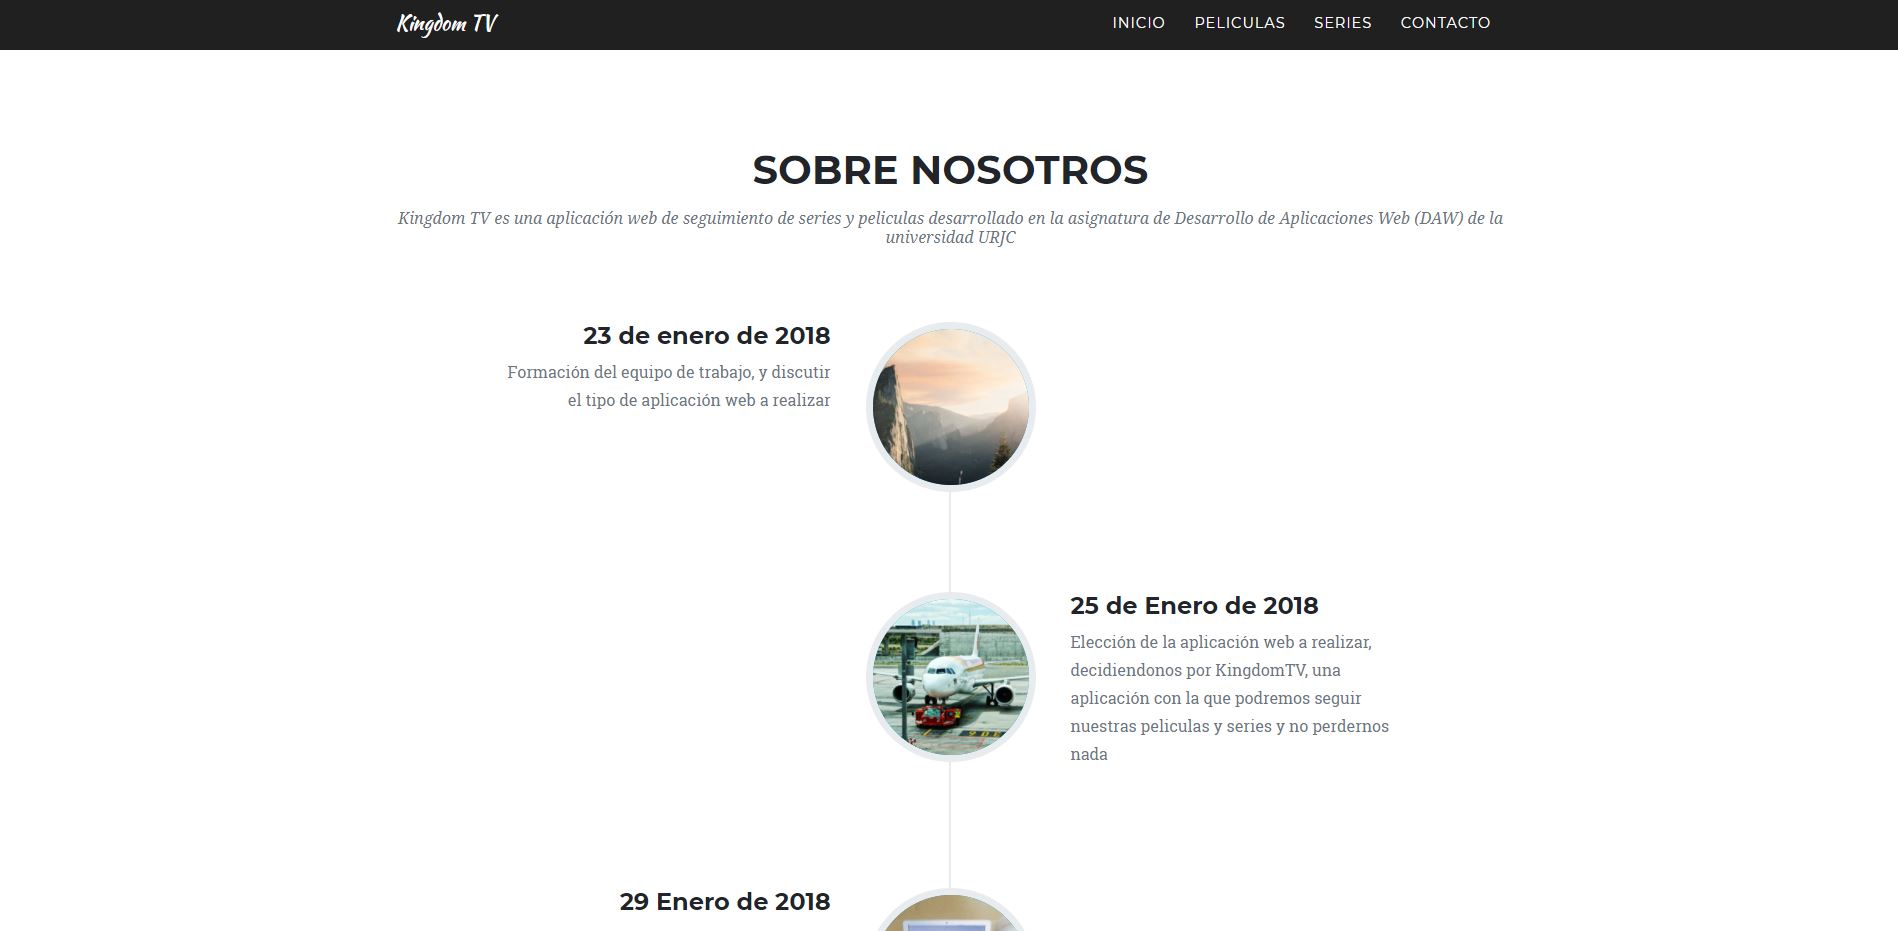 Kingdom TV
INICIO PELICULAS SERIES CONTACTO
SOBRE NOSOTROS
Kingdom TV es una aplicación web de seguimiento de series y peliculas desarrollado en la asignatura de Desarrollo de Aplicaciones Web (DAW) de la
universidad URJC
23 de enero de 2018
Formación del equipo de trabajo, y discutir
el tipo de aplicación web a realizar
25 de Enero de 2018
Elección de la aplicación web a realizar,
decidiendonos por KingdomTV, una
aplicación con la que podremos seguir
nuestras peliculas y series y no perdernos
nada
29 Enero de 2018